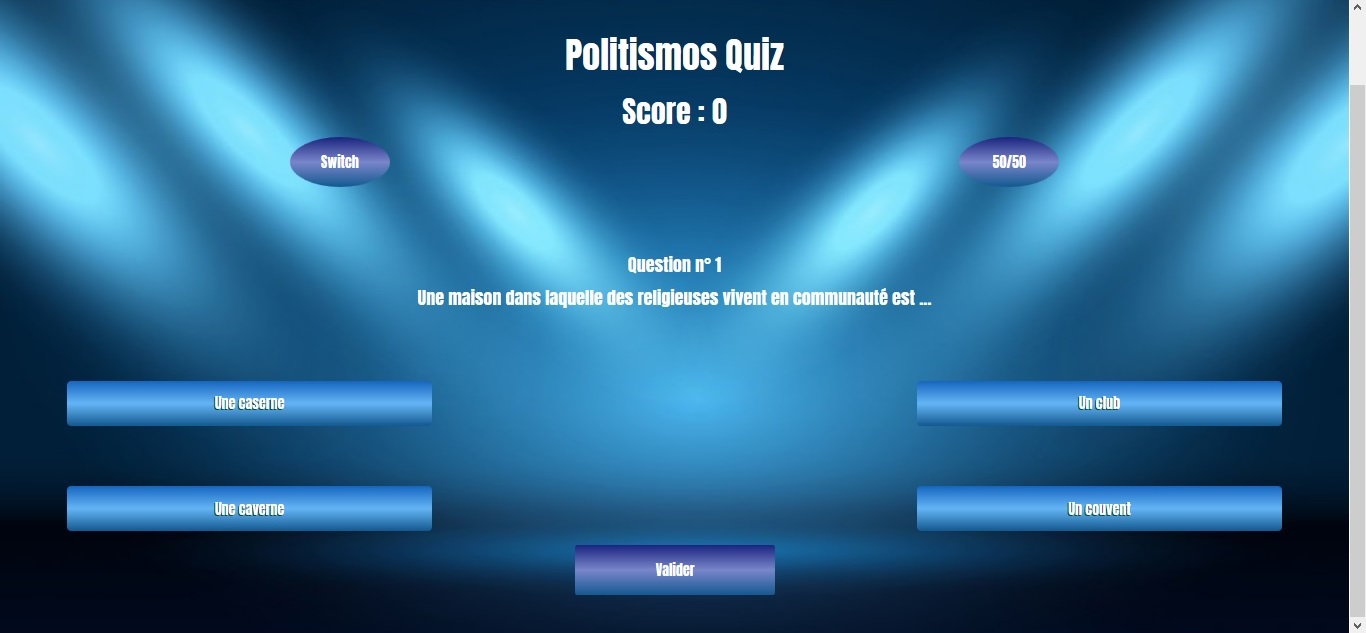 Politismos Quiz
Score : 0
Switch
50/50
Question n° 1
Une maison dans laquelle des religieuses vivent en communauté est ...
Une caserne
Un club
Une caverne
Un couvent
Valider